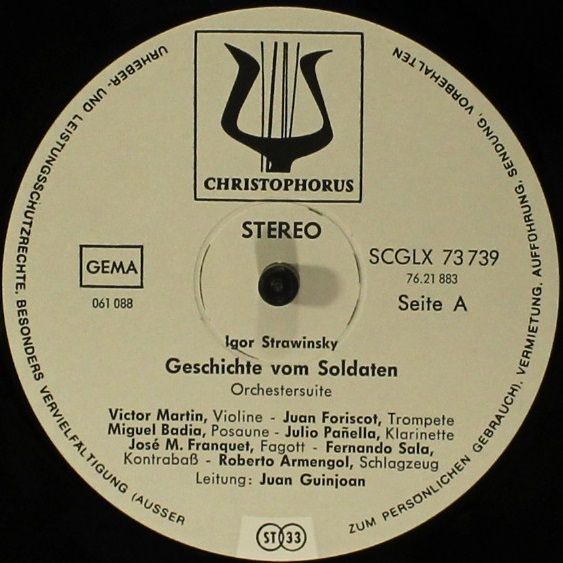 URHEBER- UND LEISTUNGSSCHUTZRECHTE, BESONDERS VERVIELFÄLTIGUNG (AUSSER
ZUM PERSÖNLICHEN GEBRAUCH), VERMIETUNG, AUFFÜHRUNG, SENDUNG, VORBEHALTEN
CHRISTOPHORUS
STEREO
GEMA
061 088
SCGLX 73 739
76.21 883
Seite A
Igor Strawinsky
Geschichte vom Soldaten
Orchestersuite
Victor Martin, Violine - Juan Foriscot, Trompete
Miguel Badia, Posaune - Julio Pañella, Klarinette
José M. Franquet, Fagott - Fernando Sala,
Kontrabaß - Roberto Armengol, Schlagzeug
Leitung: Juan Guinjoan
ST 33